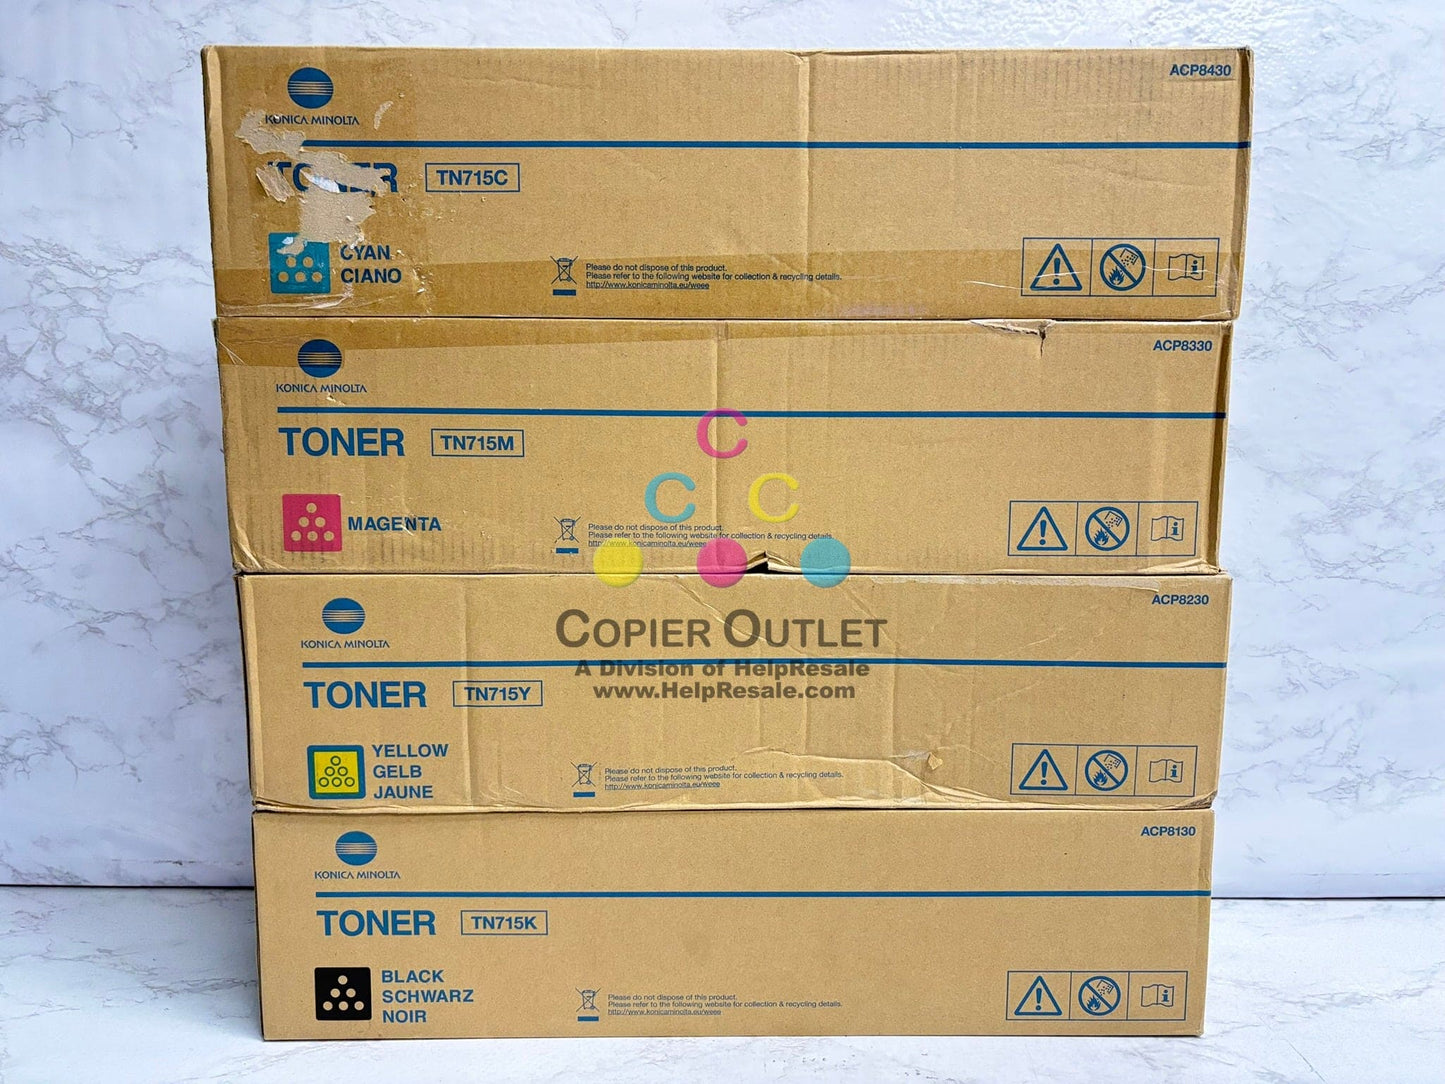 ACP8430
KONICA MINOLTA
TONER TN715C
CYAN
CIANO
Please do not dispose of this product.
Please refer to the following website for collection & recycling details.
http://www.konicaminolta.eu/weee
ACP8330
KONICA MINOLTA
TONER TN715M
MAGENTA
Please do not dispose of this product.
Please refer to the following website for collection & recycling details.
http://www.konicaminolta.eu/weee
C
C C
COPIER OUTLET
A Division of HelpResale
www.HelpResale.com
ACP8230
KONICA MINOLTA
TONER TN715Y
YELLOW
GELB
JAUNE
Please do not dispose of this product.
Please refer to the following website for collection & recycling details.
http://www.konicaminolta.eu/weee
ACP8130
KONICA MINOLTA
TONER TN715K
BLACK
SCHWARZ
NOIR
Please do not dispose of this product.
Please refer to the following website for collection & recycling details.
http://www.konicaminolta.eu/weee